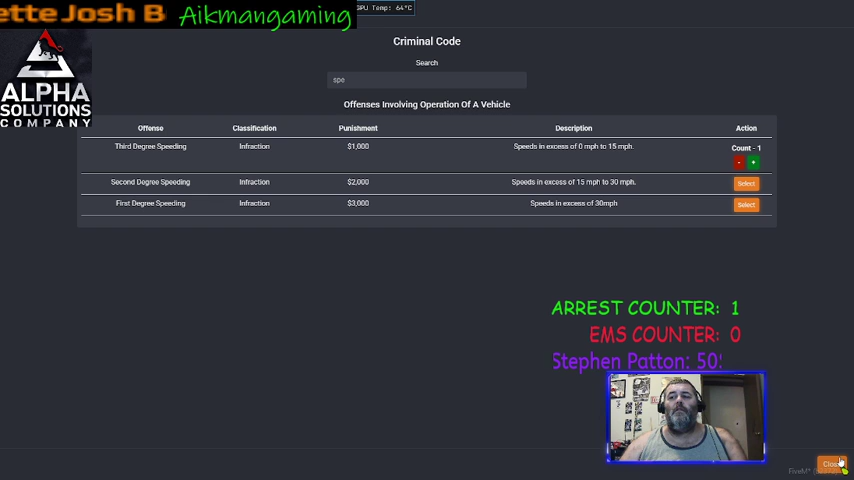 ette Josh B Aikmangaming
GPU Temp: 64°C
ALPHA
SOLUTIONS
COMPANY
Criminal Code
Search
spe
Offenses Involving Operation Of A Vehicle
Offense Classification Punishment Description Action
Third Degree Speeding Infraction $1,000 Speeds in excess of 0 mph to 15 mph. Count - 1
- +
Second Degree Speeding Infraction $2,000 Speeds in excess of 15 mph to 30 mph. Select
First Degree Speeding Infraction $3,000 Speeds in excess of 30mph Select
ARREST COUNTER: 1
EMS COUNTER: 0
Stephen Patton: 50
FiveM®